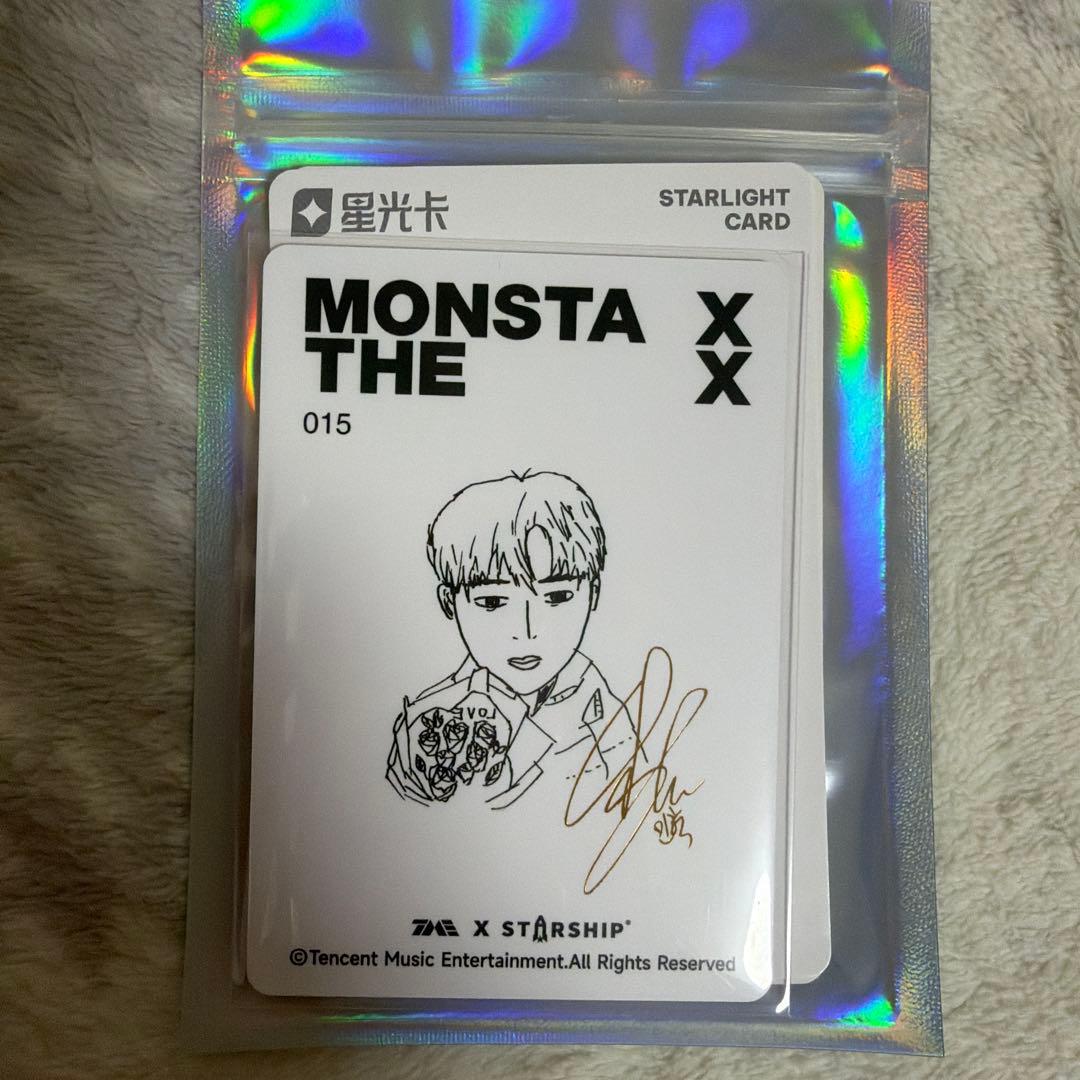 星光卡
STARLIGHT
CARD
MONSTA X
THE X
015
LOVE
TME X STARSHIP®
©Tencent Music Entertainment.All Rights Reserved